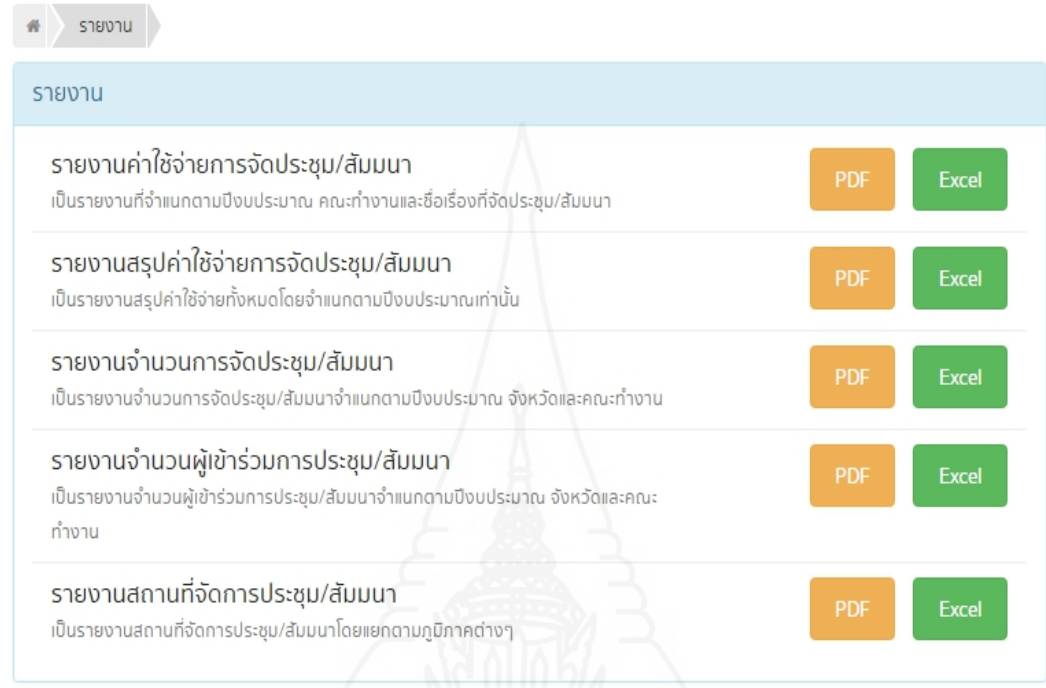 รายงาน
รายงาน
รายงานค่าใช้จ่ายการจัดประชุม/สัมมนา
PDF Excel
เป็นรายงานที่จำแนกตามปีงบประมาณ คณะทำงานและชื่อเรื่องที่จัดประชุม/สัมมนา
รายงานสรุปค่าใช้จ่ายการจัดประชุม/สัมมนา
PDF Excel
เป็นรายงานสรุปค่าใช้จ่ายทั้งหมดโดยจำแนกตามปีงบประมาณเท่านั้น
รายงานจำนวนการจัดประชุม/สัมมนา
PDF Excel
เป็นรายงานจำนวนการจัดประชุม/สัมมนาจำแนกตามปีงบประมาณ จังหวัดและคณะทำงาน
รายงานจำนวนผู้เข้าร่วมการประชุม/สัมมนา
PDF Excel
เป็นรายงานจำนวนผู้เข้าร่วมการประชุม/สัมมนาจำแนกตามปีงบประมาณ จังหวัดและคณะ
ทำงาน
รายงานสถานที่จัดการประชุม/สัมมนา
PDF Excel
เป็นรายงานสถานที่จัดการประชุม/สัมมนาโดยแยกตามภูมิภาคต่างๆ